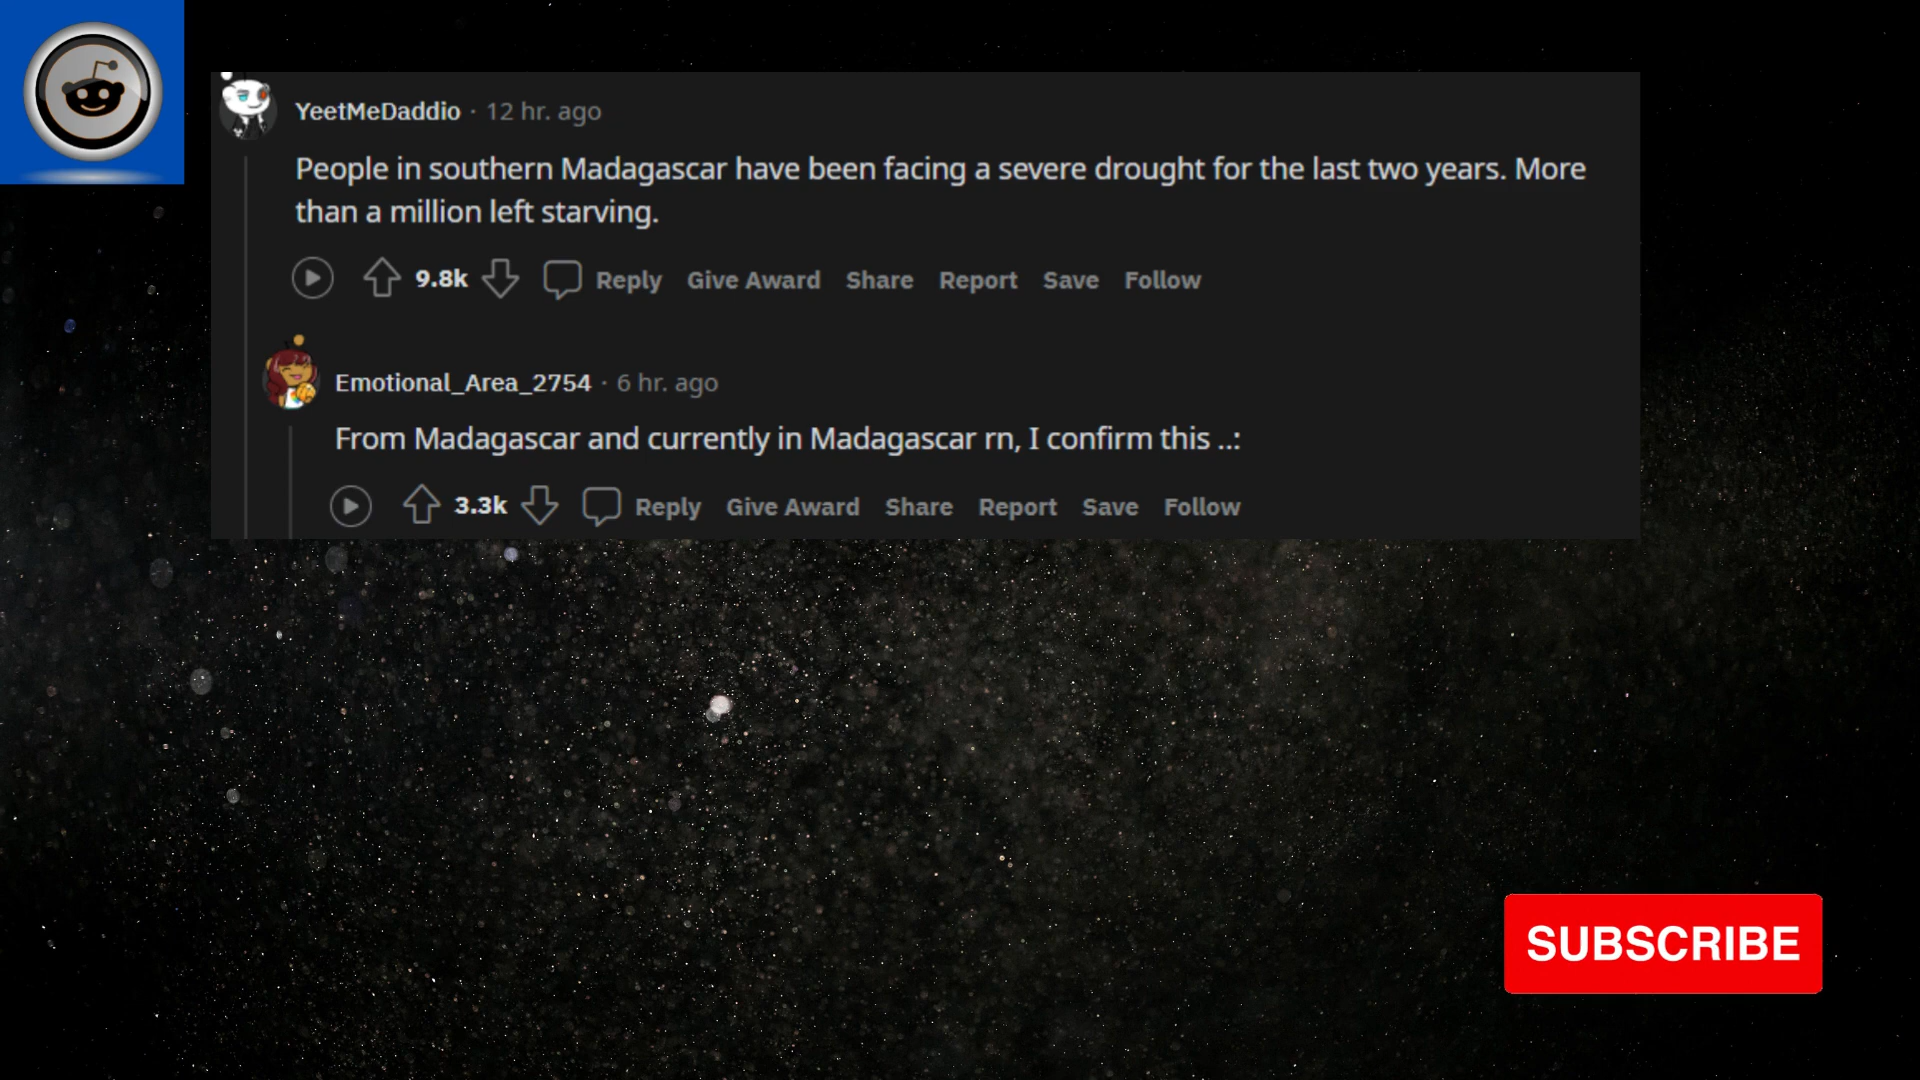 YeetMeDaddio · 12 hr. ago
People in southern Madagascar have been facing a severe drought for the last two years. More
than a million left starving.
9.8k Reply Give Award Share Report Save Follow
Emotional_Area_2754 · 6 hr. ago
From Madagascar and currently in Madagascar rn, I confirm this ..:
3.3k Reply Give Award Share Report Save Follow
SUBSCRIBE